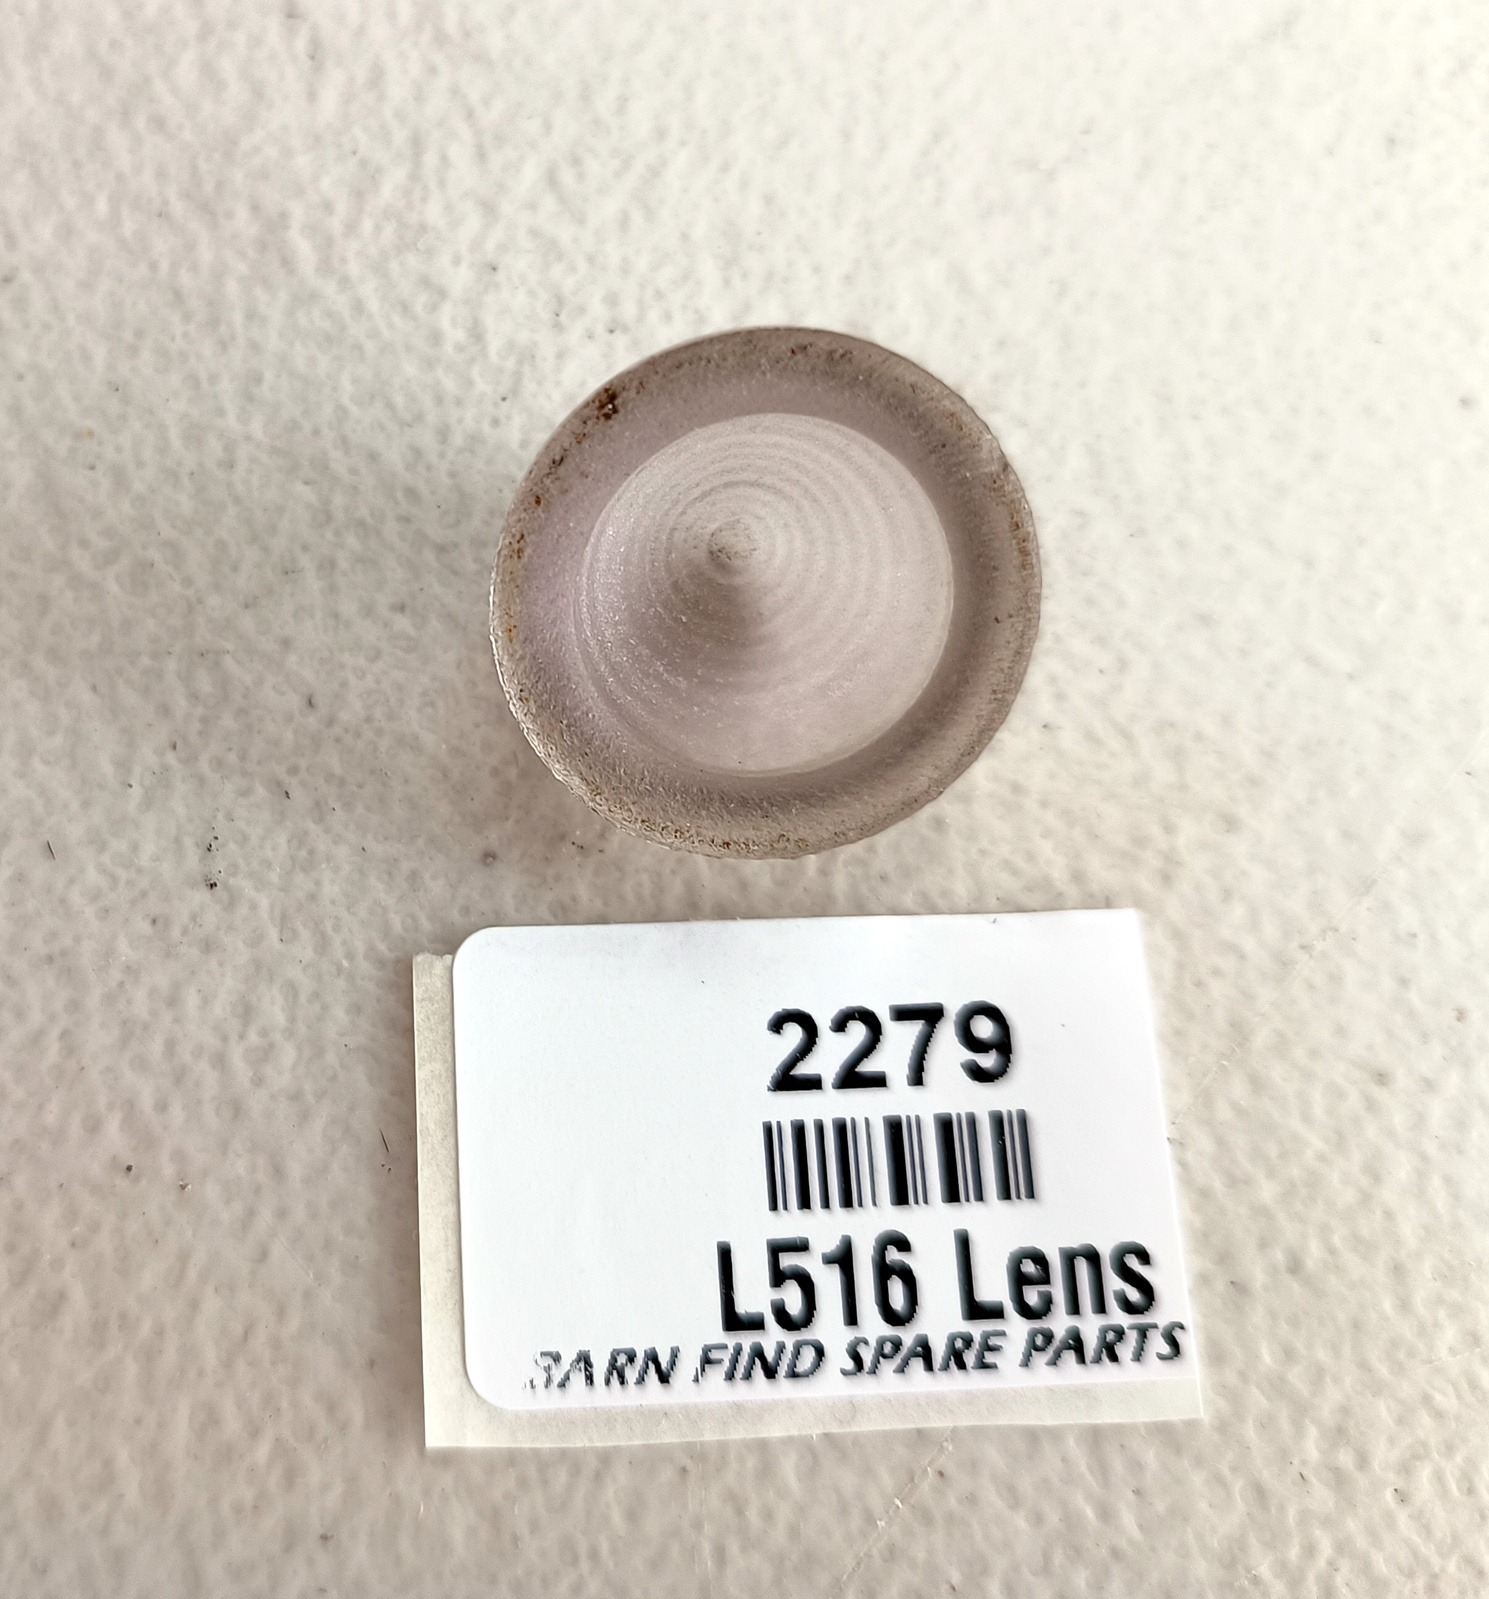 2279
L516 Lens
BARN FIND SPARE PARTS